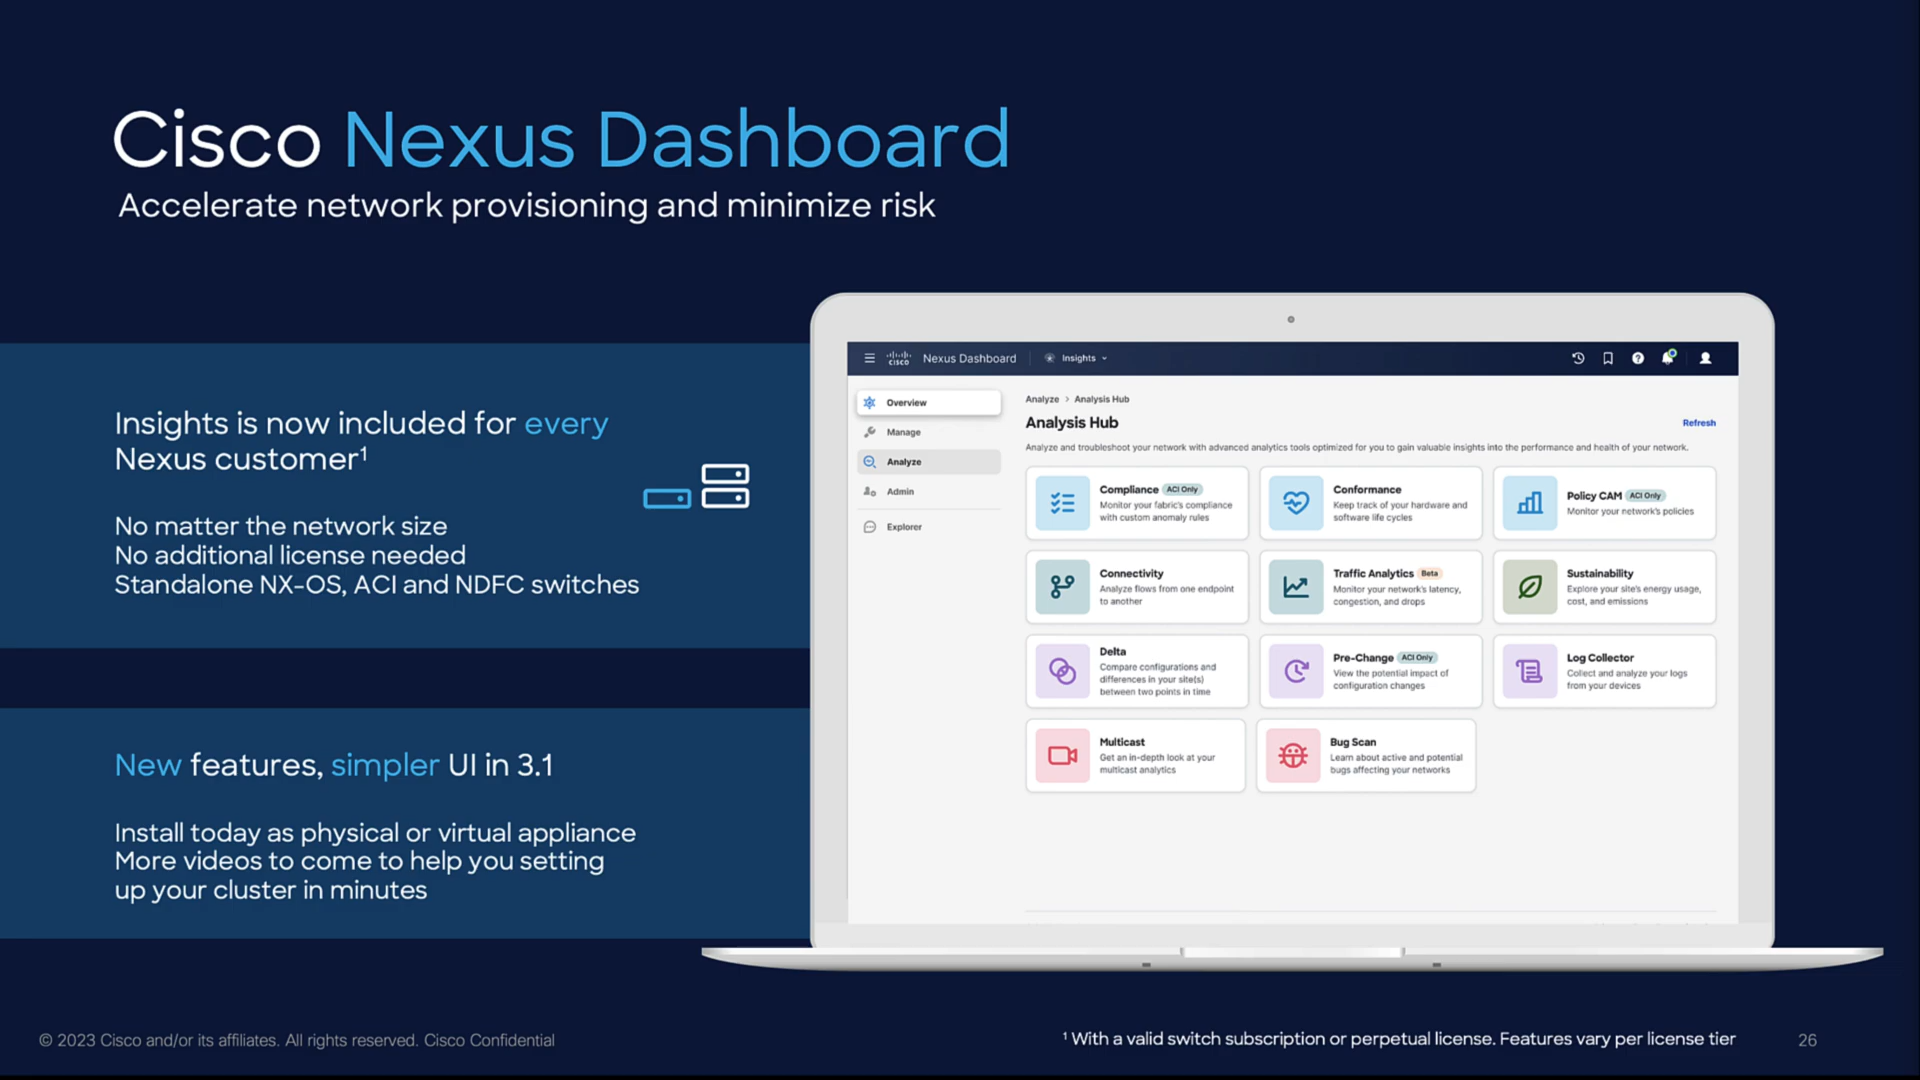 Cisco Nexus Dashboard
Accelerate network provisioning and minimize risk
Insights is now included for every
Nexus customer¹
No matter the network size
No additional license needed
Standalone NX-OS, ACI and NDFC switches
New features, simpler UI in 3.1
Install today as physical or virtual appliance
More videos to come to help you setting
up your cluster in minutes
CISCO Nexus Dashboard Insights
Overview
Manage
Analyze
Admin
Explorer
Analyze > Analysis Hub
Analysis Hub
Refresh
Analyze and troubleshoot your network with advanced analytics tools optimized for you to gain valuable insights into the performance and health of your network.
Compliance ACI Only
Monitor your fabric's compliance
with custom anomaly rules
Conformance
Keep track of your hardware and
software life cycles
Policy CAM ACI Only
Monitor your network's policies
Connectivity
Analyze flows from one endpoint
to another
Traffic Analytics Beta
Monitor your network's latency,
congestion, and drops
Sustainability
Explore your site's energy usage,
cost, and emissions
Delta
Compare configurations and
differences in your site(s)
between two points in time
Pre-Change ACI Only
View the potential impact of
configuration changes
Log Collector
Collect and analyze your logs
from your devices
Multicast
Get an in-depth look at your
multicast analytics
Bug Scan
Learn about active and potential
bugs affecting your networks
© 2023 Cisco and/or its affiliates. All rights reserved. Cisco Confidential
¹ With a valid switch subscription or perpetual license. Features vary per license tier
26